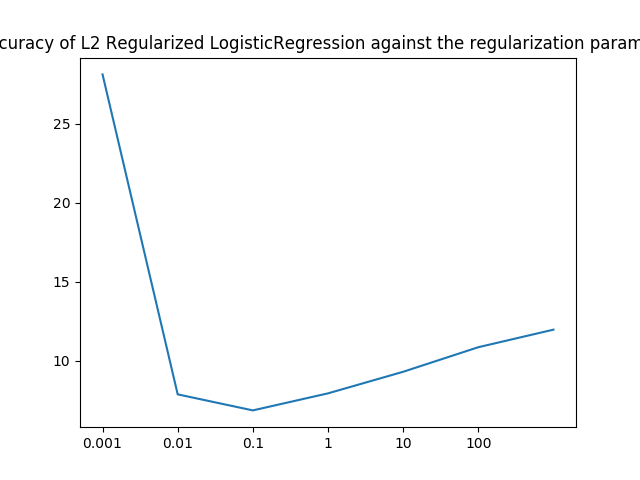 curacy of L2 Regularized LogisticRegression against the regularization param
25
20
15
10
0.001 0.01 0.1 1 10 100